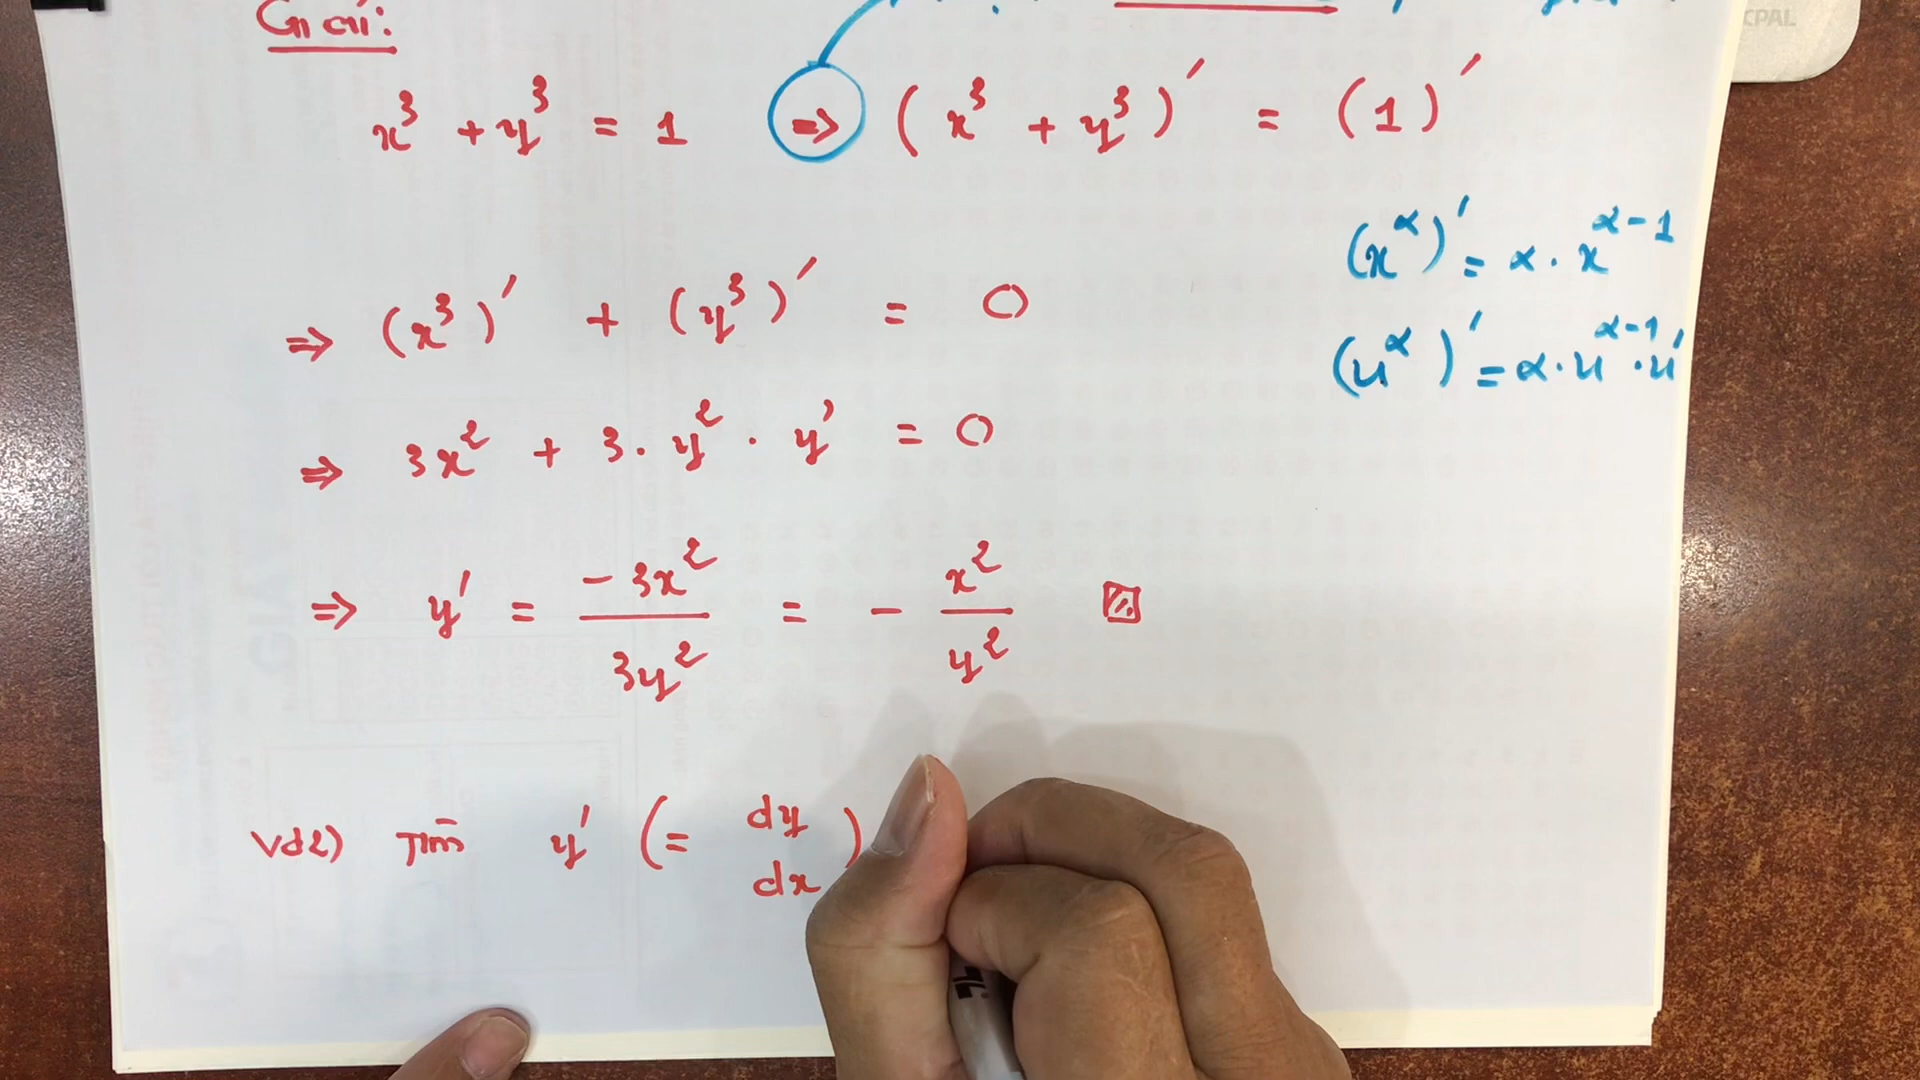 Giải:
x³ + y³ = 1 ⇒ (x³ + y³)′ = (1)′
(x^α)′ = α . x^(α-1)
⇒ (x³)′ + (y³)′ = 0
(u^α)′ = α . u^(α-1) . u′
⇒ 3x² + 3 . y² . y′ = 0
⇒ y′ = -3x²/3y² = - x²/y²
Vd2) Tìm y′ (= dy/dx)